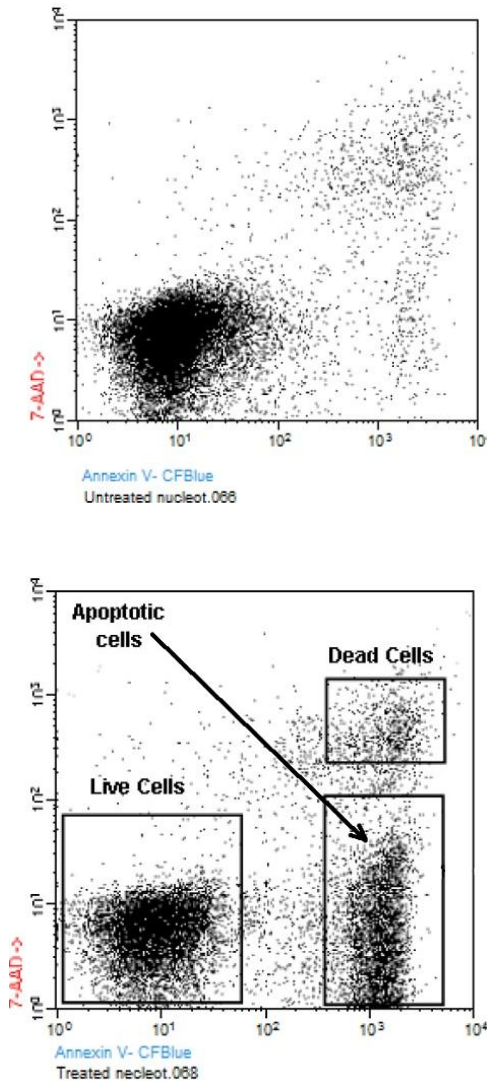 10⁴
10³
10²
10¹
10⁰
7-AAD ->
10⁰ 10¹ 10² 10³ 10
Annexin V- CFBlue
Untreated nucleot.066
10⁴
Apoptotic
cells
Dead Cells
10³
Live Cells
10²
10¹
10⁰
7-AAD ->
10⁰ 10¹ 10² 10³ 10⁴
Annexin V- CFBlue
Treated necleot.068